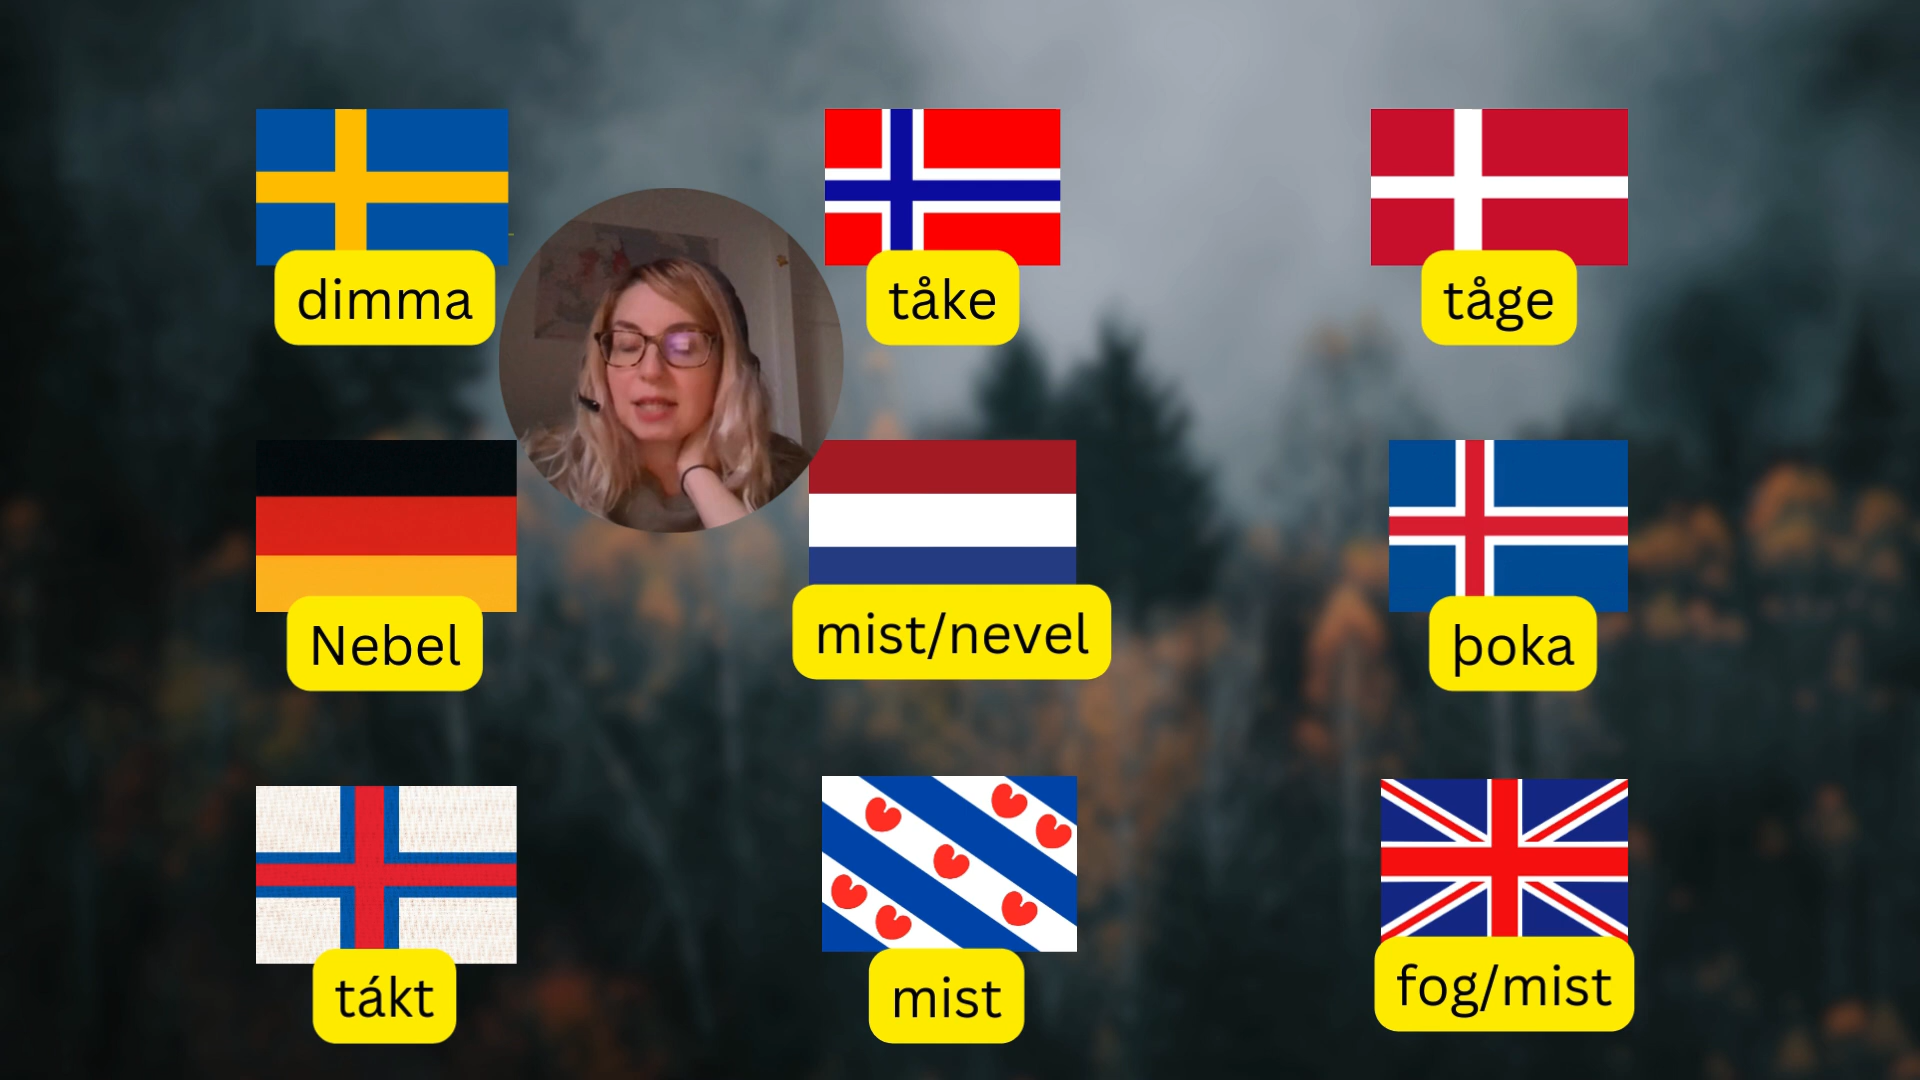 dimma
tåke
tåge
Nebel
mist/nevel
þoka
tákt
mist
fog/mist